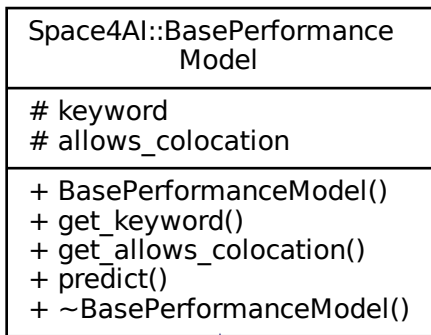 Space4AI::BasePerformance
Model
# keyword
# allows_colocation
+ BasePerformanceModel()
+ get_keyword()
+ get_allows_colocation()
+ predict()
+ ~BasePerformanceModel()